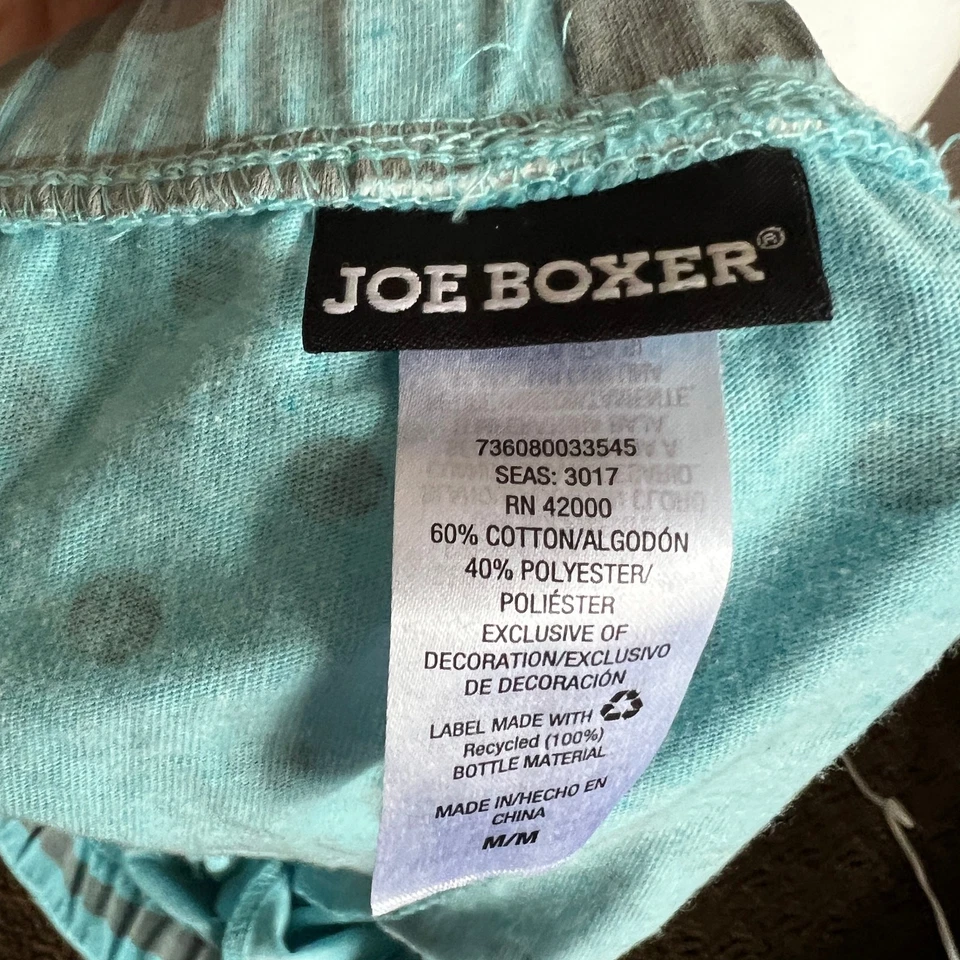 JOE BOXER®
736080033545
SEAS: 3017
RN 42000
60% COTTON/ALGODÓN
40% POLYESTER/
POLIÉSTER
EXCLUSIVE OF
DECORATION/EXCLUSIVO
DE DECORACIÓN
LABEL MADE WITH
Recycled (100%)
BOTTLE MATERIAL
MADE IN/HECHO EN
CHINA
M/M